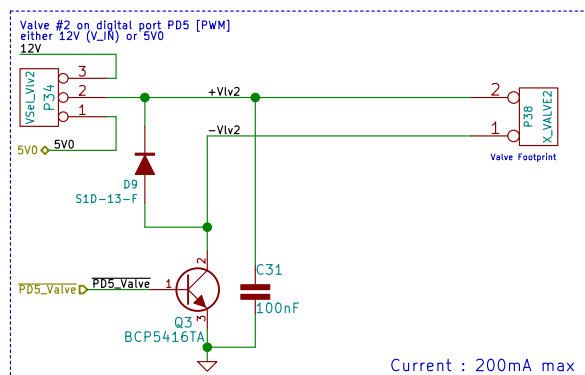 Valve #2 on digital port PD5 [PWM]
either 12V (V_IN) or 5V0
12V
VSel_Vlv2
P34
3
2
1
5V0
5V0
+Vlv2
-Vlv2
2
1
P38
X_VALVE2
Valve Footprint
D9
S1D-13-F
PD5_Valve
PD5_Valve
1
2
3
Q3
BCP5416TA
C31
100nF
Current : 200mA max